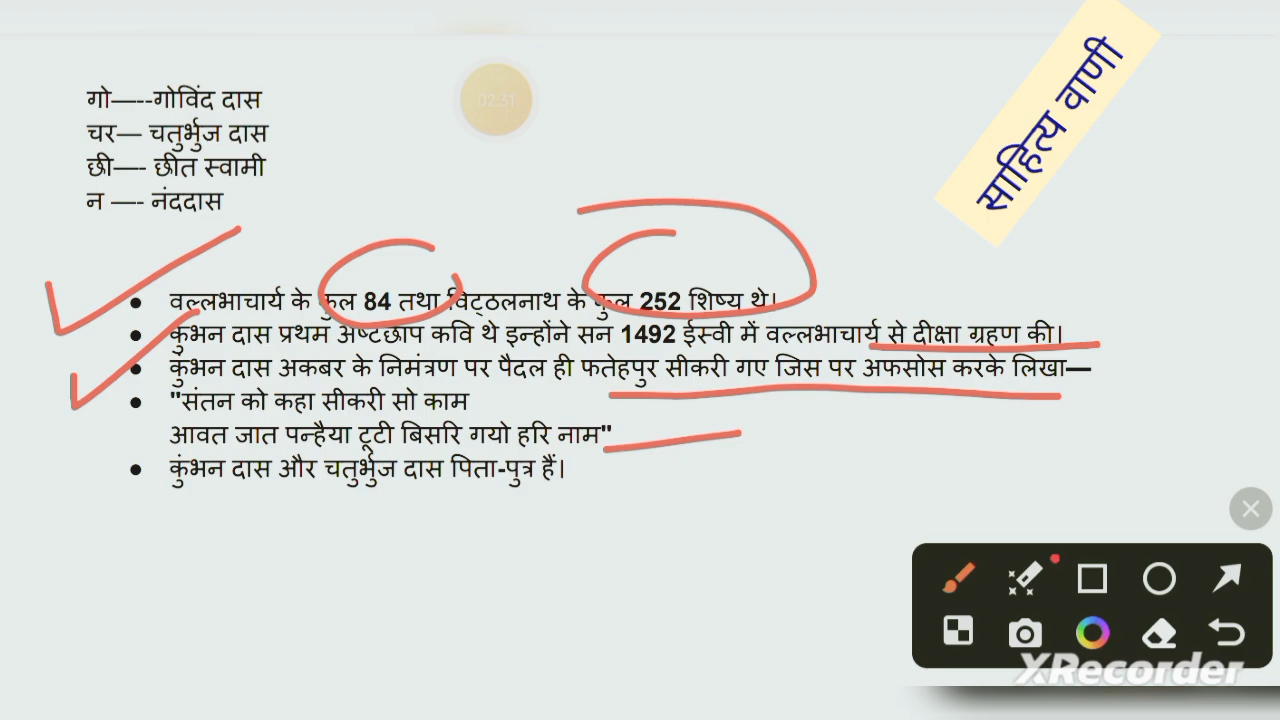 गो—--गोविंद दास
चर— चतुर्भुज दास
छी—- छीत स्वामी
न —- नंददास
02:31
साहित्य वाणी
● वल्लभाचार्य के कुल 84 तथा विट्ठलनाथ के कुल 252 शिष्य थे।
● कुंभन दास प्रथम अष्टछाप कवि थे इन्होंने सन 1492 ईस्वी में वल्लभाचार्य से दीक्षा ग्रहण की।
● कुंभन दास अकबर के निमंत्रण पर पैदल ही फतेहपुर सीकरी गए जिस पर अफसोस करके लिखा—
● "संतन को कहा सीकरी सो काम
आवत जात पन्हैया टूटी बिसरि गयो हरि नाम"
● कुंभन दास और चतुर्भुज दास पिता-पुत्र हैं।
XRecorder